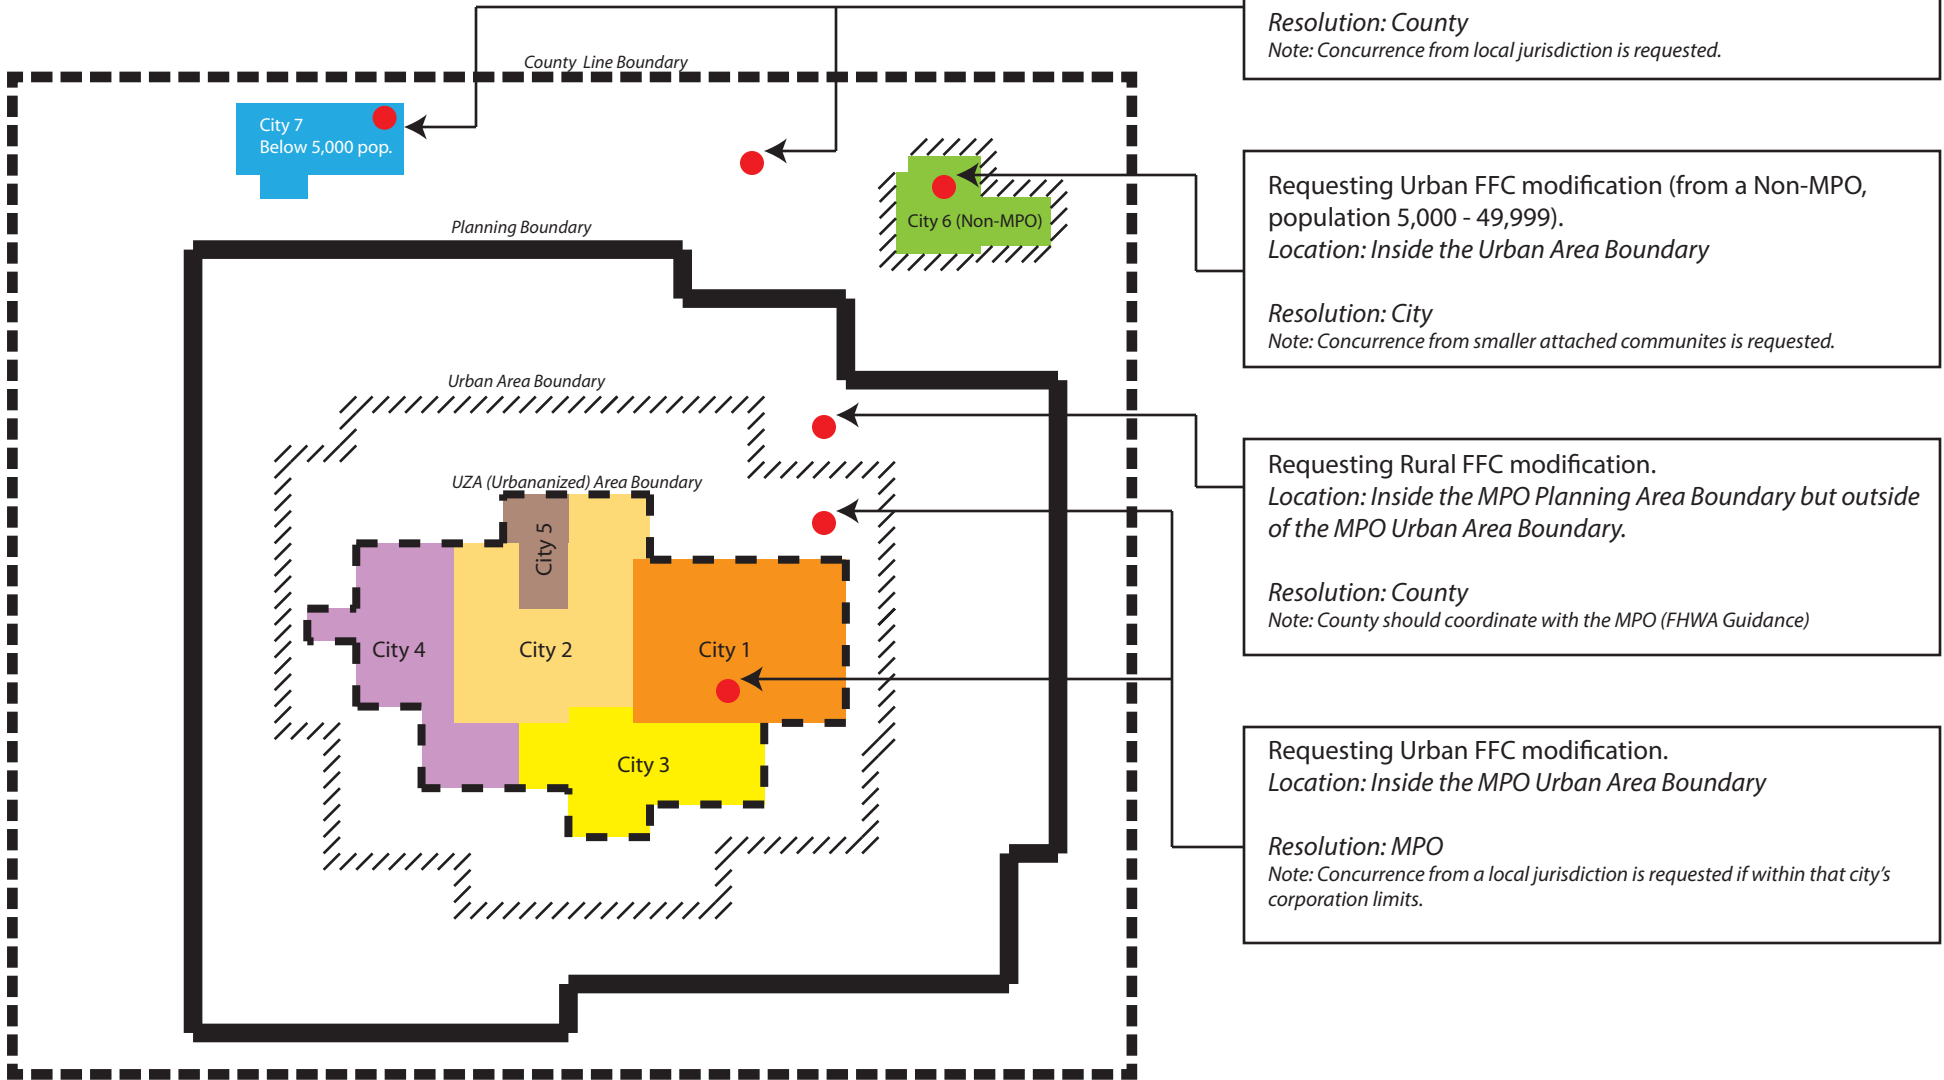 Resolution: County
Note: Concurrence from local jurisdiction is requested.
County Line Boundary
City 7
Below 5,000 pop.
City 6 (Non-MPO)
Planning Boundary
Urban Area Boundary
UZA (Urbananized) Area Boundary
City 5
City 4
City 2
City 1
City 3
Requesting Urban FFC modification (from a Non-MPO,
population 5,000 - 49,999).
Location: Inside the Urban Area Boundary
Resolution: City
Note: Concurrence from smaller attached communites is requested.
Requesting Rural FFC modification.
Location: Inside the MPO Planning Area Boundary but outside
of the MPO Urban Area Boundary.
Resolution: County
Note: County should coordinate with the MPO (FHWA Guidance)
Requesting Urban FFC modification.
Location: Inside the MPO Urban Area Boundary
Resolution: MPO
Note: Concurrence from a local jurisdiction is requested if within that city's
corporation limits.